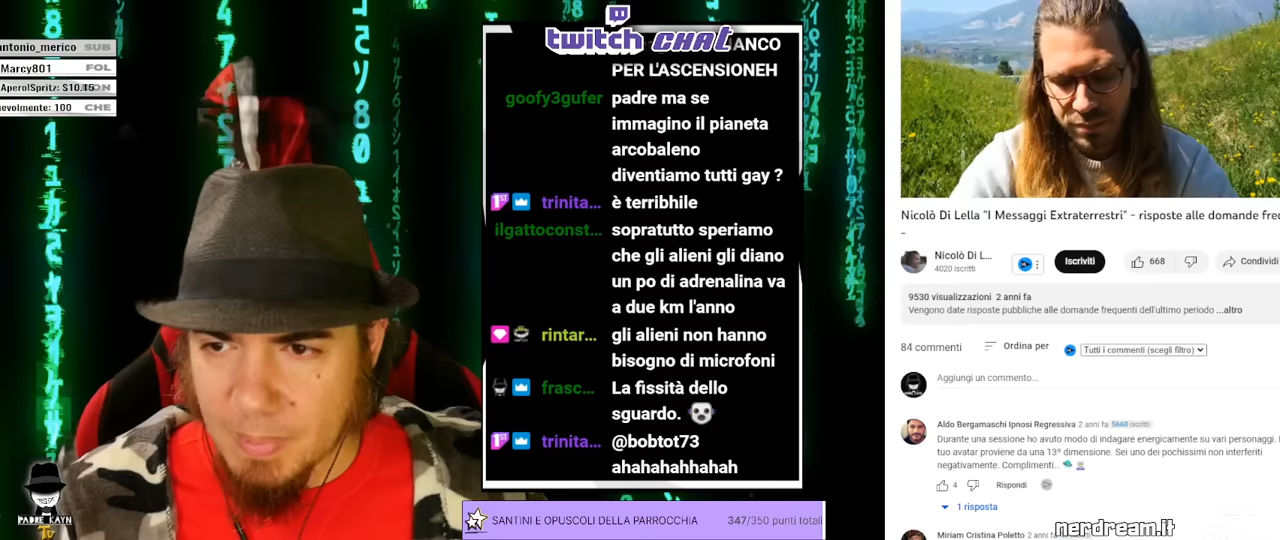 antonio_merico SUB
Marcy801 FOL
AperolSpritz: $10.15 DON
evolmente: 100 CHE
twitch CHAT
IANCO
PER L'ASCENSIONEH
goofy3gufer padre ma se
immagino il pianeta
arcobaleno
diventiamo tutti gay ?
trinita... è terribhile
ilgattoconst... sopratutto speriamo
che gli alieni gli diano
un po di adrenalina va
a due km l'anno
rintar... gli alieni non hanno
bisogno di microfoni
frasc... La fissità dello
sguardo.
trinita... @bobtot73
ahahahahhahah
SANTINI E OPUSCOLI DELLA PARROCCHIA 347/350 punti totali
PADRE KAYN
TV
Nicolò Di Lella "I Messaggi Extraterrestri" - risposte alle domande fre
-
Nicolò Di L...
4020 iscritti
Iscriviti
668
Condividi
9530 visualizzazioni 2 anni fa
Vengono date risposte pubbliche alle domande frequenti dell'ultimo periodo ...altro
84 commenti
Ordina per
Tutti i commenti (scegli filtro)
Aggiungi un commento...
Aldo Bergamaschi Ipnosi Regressiva 2 anni fa 5660 iscritti
Durante una sessione ho avuto modo di indagare energicamente su vari personaggi.
tuo avatar proviene da una 13° dimensione. Sei uno dei pochissimi non interferiti
negativamente. Complimenti...
4
Rispondi
1 risposta
Miriam Cristina Poletto 2 anni fa
nerdream.it